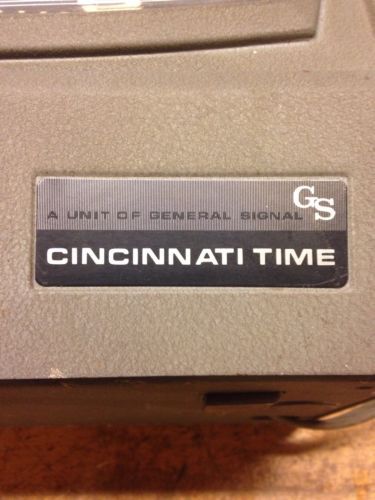 GS
A UNIT OF GENERAL SIGNAL
CINCINNATI TIME